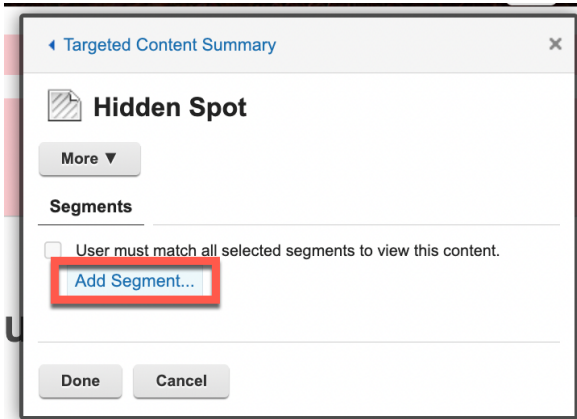 Targeted Content Summary
Hidden Spot
More ▼
Segments
User must match all selected segments to view this content.
Add Segment...
Done Cancel